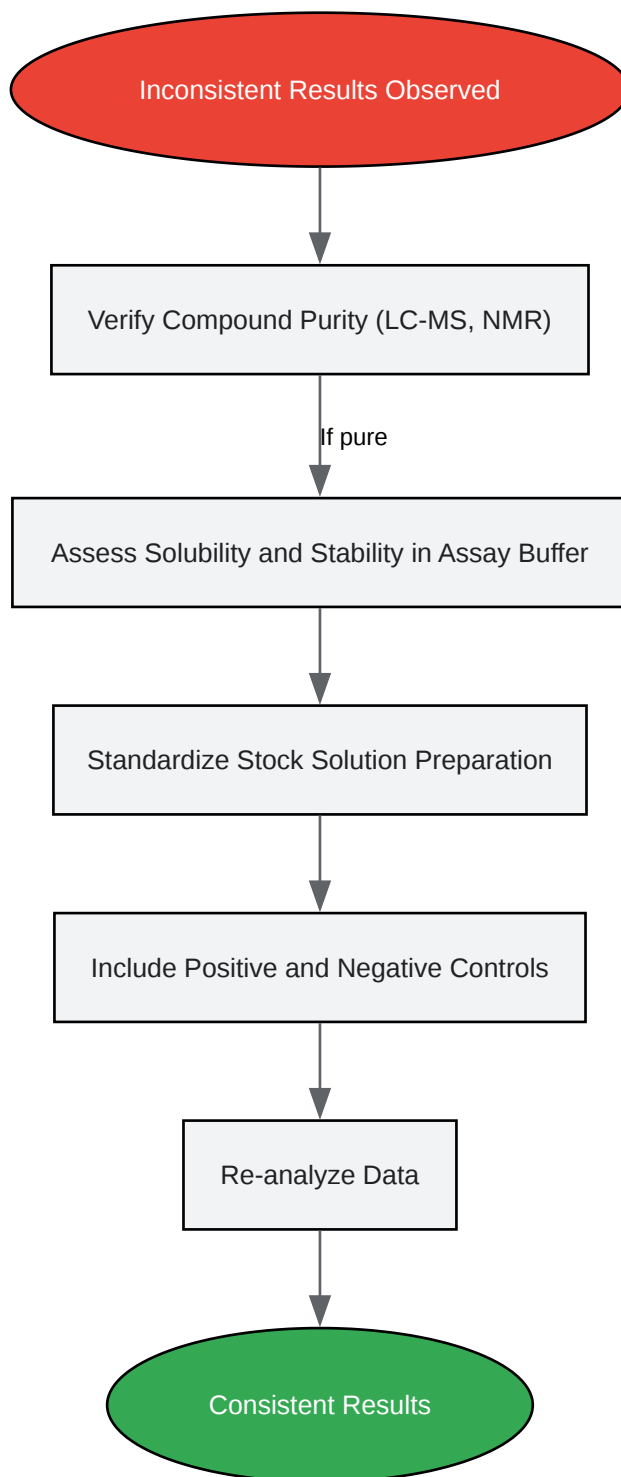 Inconsistent Results Observed
Verify Compound Purity (LC-MS, NMR)
If pure
Assess Solubility and Stability in Assay Buffer
Standardize Stock Solution Preparation
Include Positive and Negative Controls
Re-analyze Data
Consistent Results